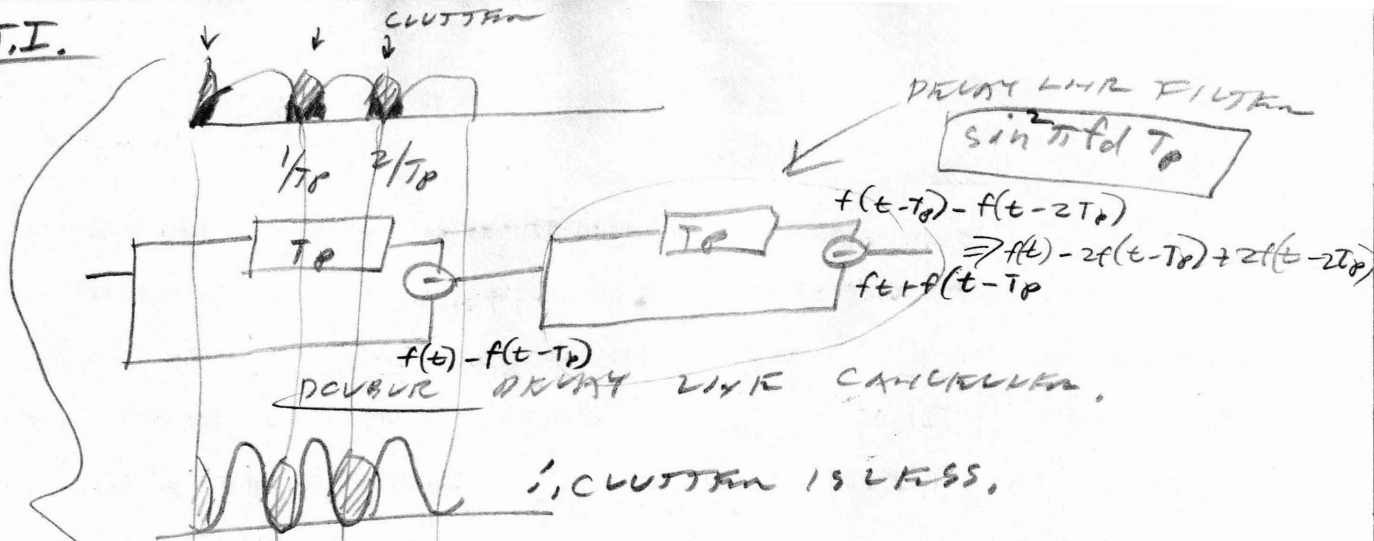 T.I.
CLUTTER
DELAY LINE FILTER
sin² π fd Tp
1/Tp 2/Tp
f(t-Tp) - f(t-2Tp)
Tp
Tp
⇒ f(t) - 2f(t-Tp) + 2f(t-2Tp)
ft + f(t-Tp
f(t) - f(t-Tp)
DOUBLE DELAY LINE CANCELLER.
∴ CLUTTER IS LESS.